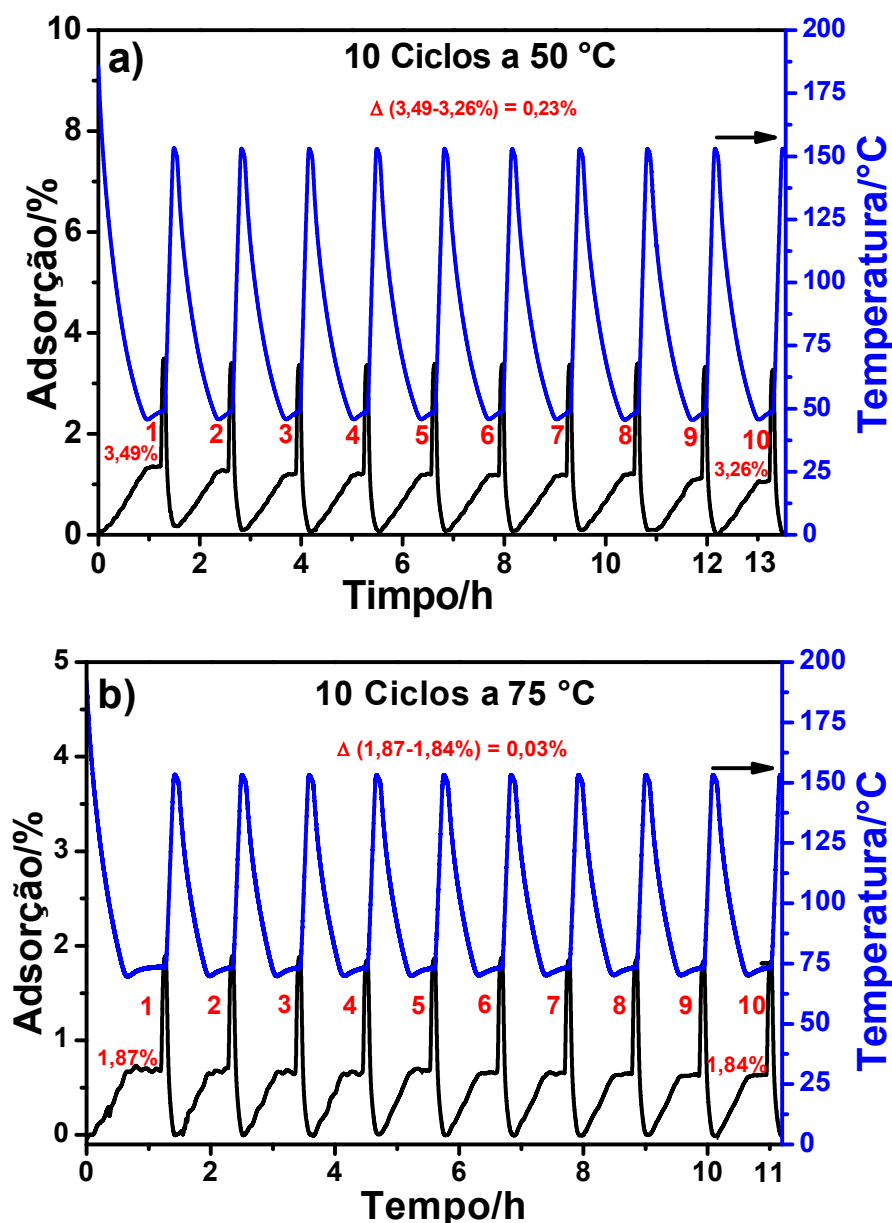 a)
10 Ciclos a 50 °C
Δ (3,49-3,26%) = 0,23%
Adsorção/%
10
8
6
4
2
0
200
175
150
125
100
75
50
25
0
Temperatura/°C
1 2 3 4 5 6 7 8 9 10
3,49%
3,26%
0 2 4 6 8 10 12 13
Timpo/h
b)
10 Ciclos a 75 °C
Δ (1,87-1,84%) = 0,03%
Adsorção/%
5
4
3
2
1
0
200
175
150
125
100
75
50
25
0
Temperatura/°C
1 2 3 4 5 6 7 8 9 10
1,87%
1,84%
0 2 4 6 8 10 11
Tempo/h